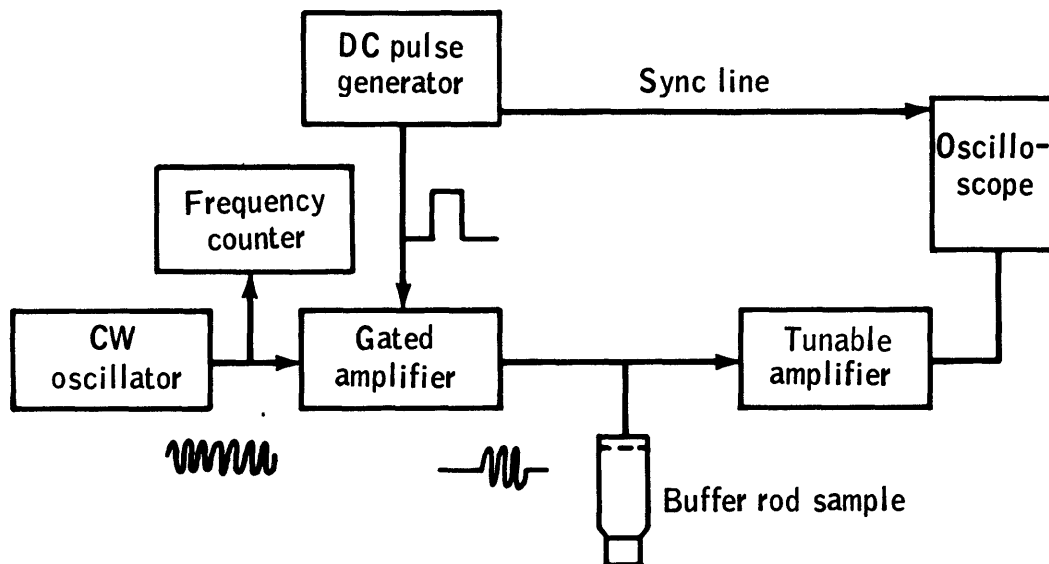 DC pulse
generator
Sync line
Oscillo-
scope
Frequency
counter
CW
oscillator
Gated
amplifier
Tunable
amplifier
Buffer rod sample